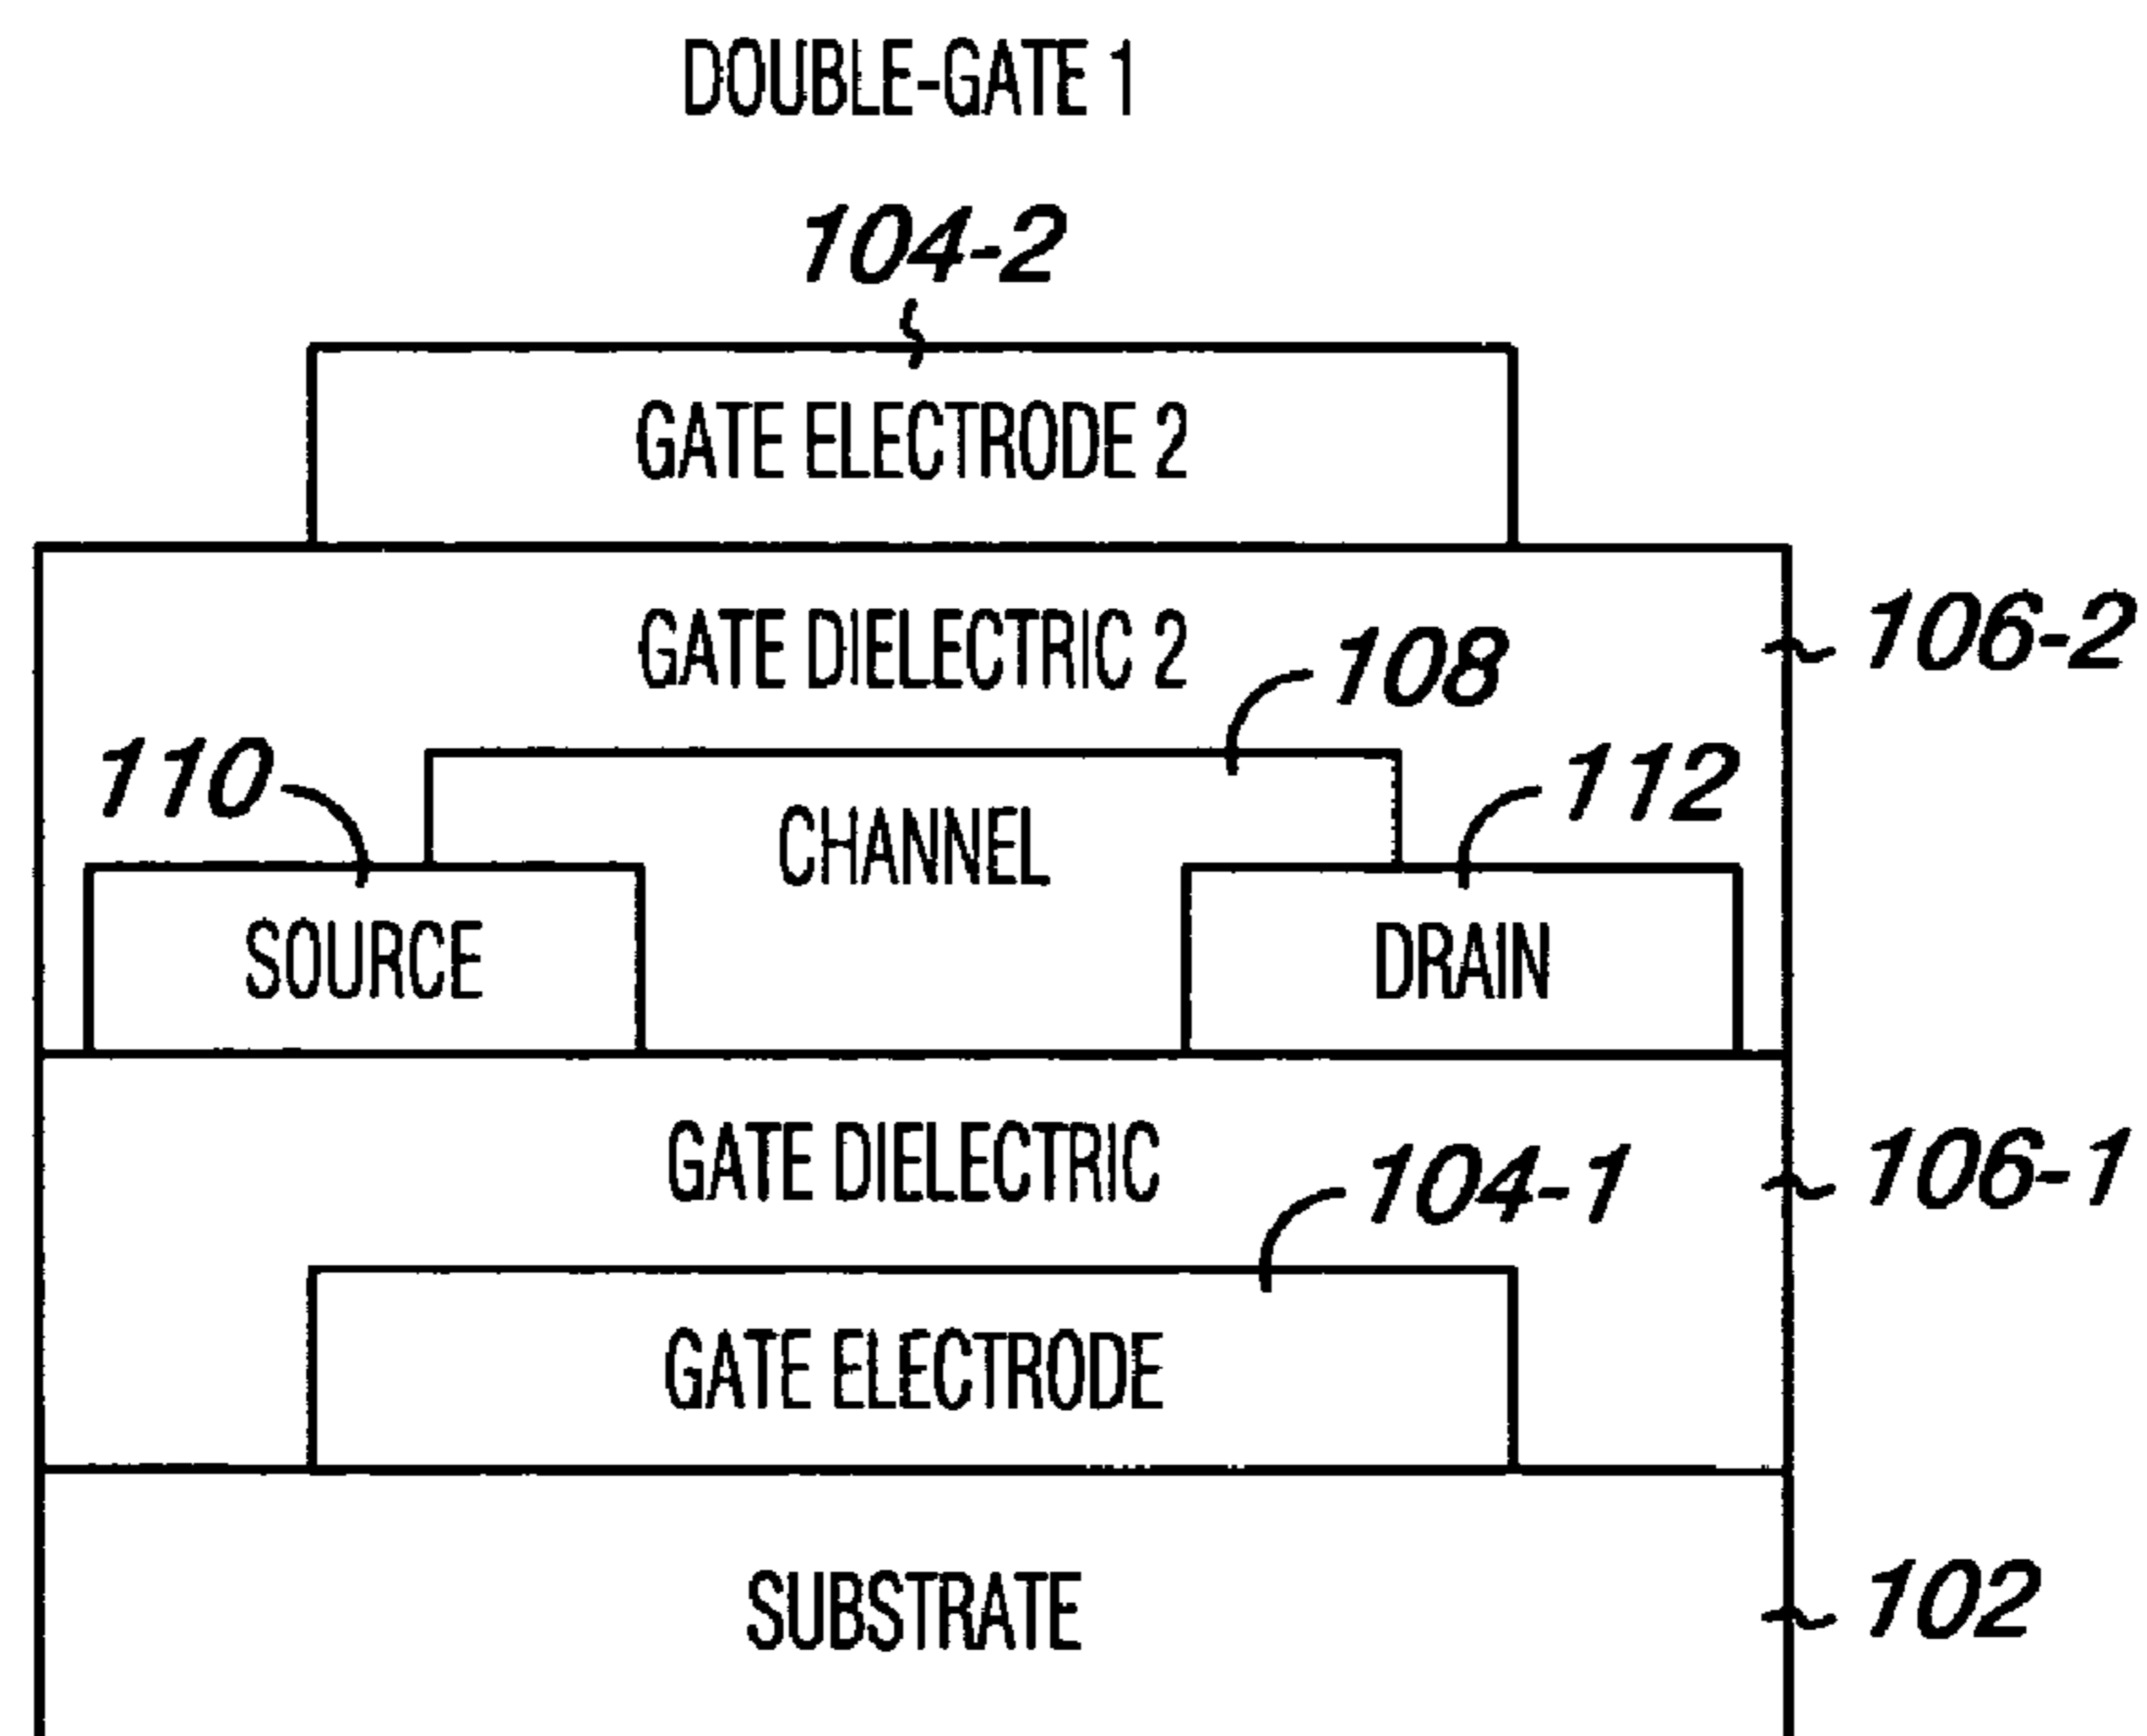 DOUBLE-GATE 1
104-2
GATE ELECTRODE 2
GATE DIELECTRIC 2
106-2
108
110
112
CHANNEL
SOURCE
DRAIN
GATE DIELECTRIC
106-1
104-1
GATE ELECTRODE
SUBSTRATE
102